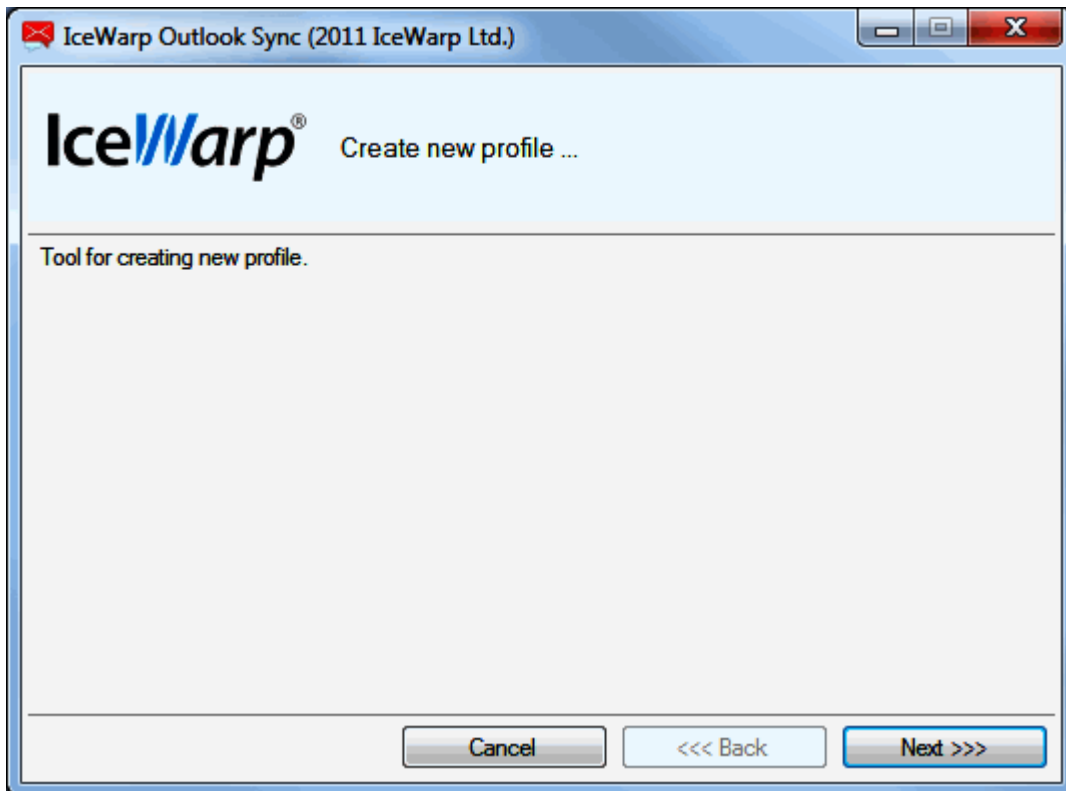 IceWarp Outlook Sync (2011 IceWarp Ltd.)
IceWarp® Create new profile ...
Tool for creating new profile.
Cancel <<< Back Next >>>